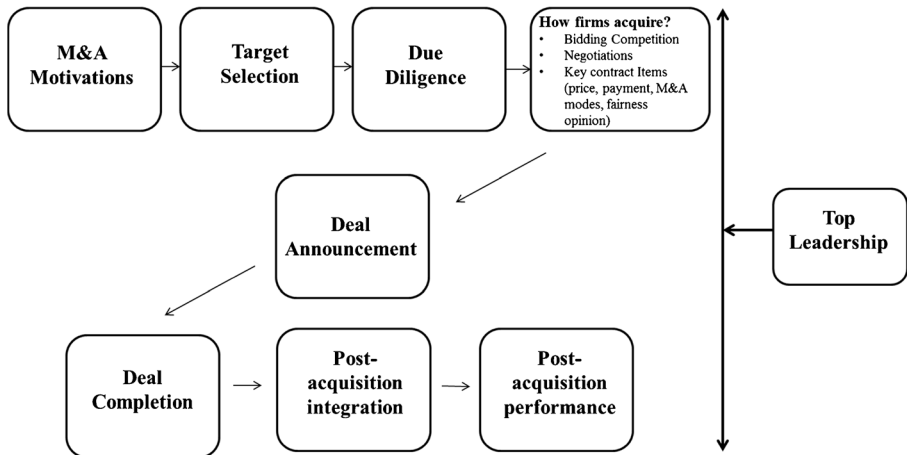 M&A
Motivations
Target
Selection
Due
Diligence
How firms acquire?
• Bidding Competition
• Negotiations
• Key contract Items
(price, payment, M&A
modes, fairness
opinion)
Deal
Announcement
Top
Leadership
Deal
Completion
Post-
acquisition
integration
Post-
acquisition
performance